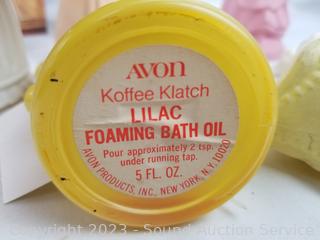 AVON
Koffee Klatch
LILAC
FOAMING BATH OIL
Pour approximately 2 tsp.
under running tap.
5 FL. OZ.
AVON PRODUCTS, INC., NEW YORK, N.Y. 10020
Copyright 2023 - Sound Auction Service